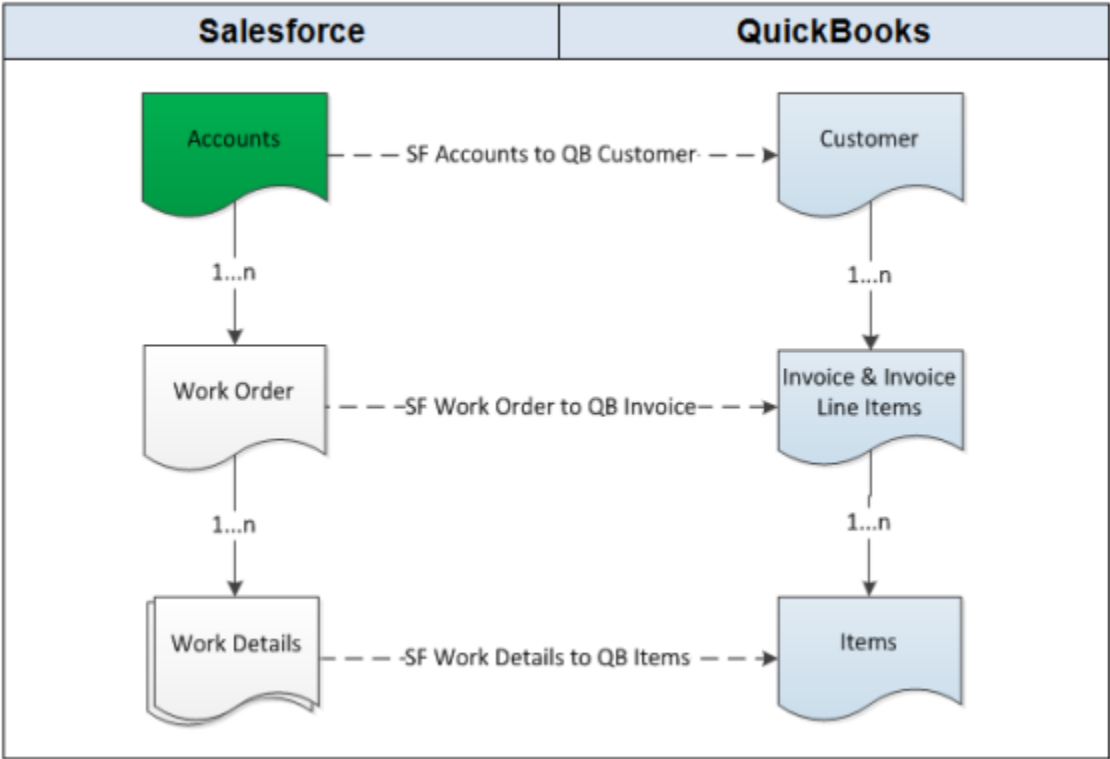 Salesforce
QuickBooks
Accounts
SF Accounts to QB Customer
Customer
1...n
1...n
Work Order
SF Work Order to QB Invoice
Invoice & Invoice
Line Items
1...n
1...n
Work Details
SF Work Details to QB Items
Items